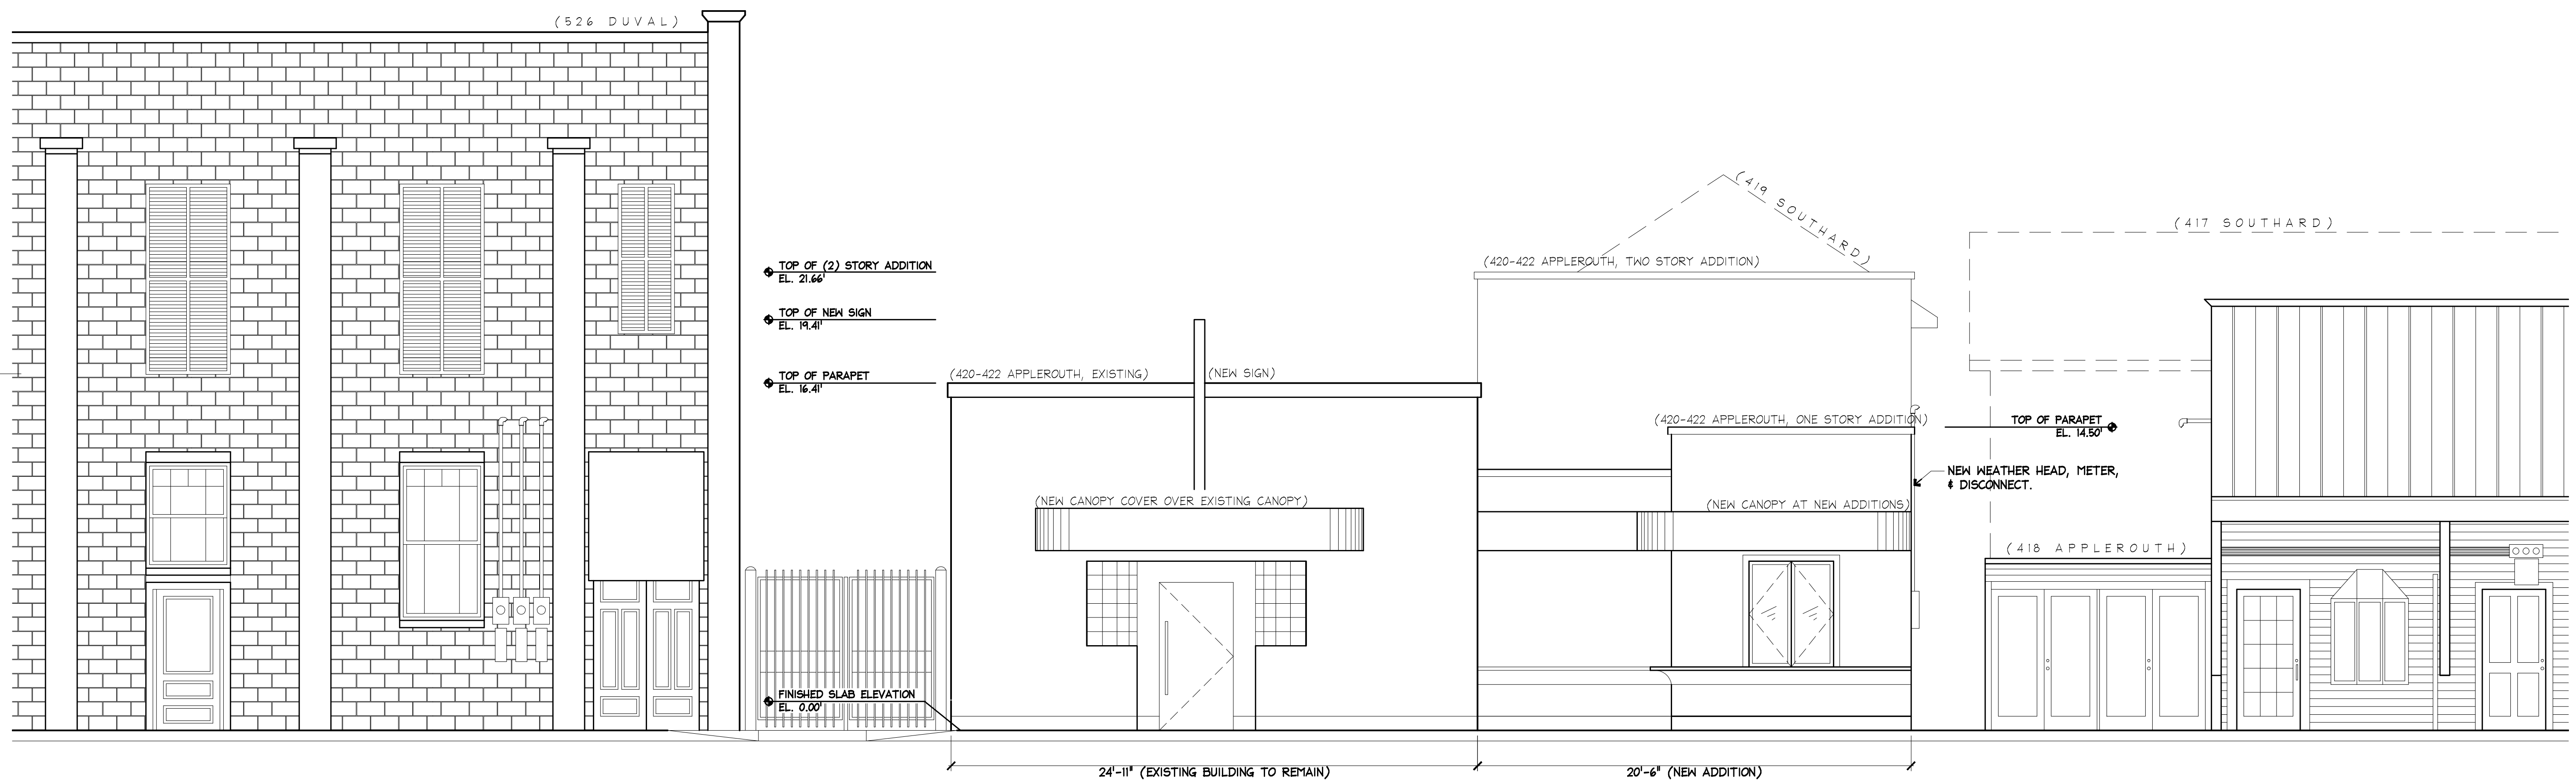 (526 DUVAL)
TOP OF (2) STORY ADDITION
EL. 21.66'
TOP OF NEW SIGN
EL. 19.41'
TOP OF PARAPET
EL. 16.41'
FINISHED SLAB ELEVATION
EL. 0.00'
(420-422 APPLEROUTH, EXISTING)
(NEW SIGN)
(NEW CANOPY COVER OVER EXISTING CANOPY)
(419 SOUTHARD)
(420-422 APPLEROUTH, TWO STORY ADDITION)
(420-422 APPLEROUTH, ONE STORY ADDITION)
(NEW CANOPY AT NEW ADDITIONS)
(417 SOUTHARD)
TOP OF PARAPET
EL. 14.50'
NEW WEATHER HEAD, METER,
& DISCONNECT.
(418 APPLEROUTH)
24'-11" (EXISTING BUILDING TO REMAIN)
20'-6" (NEW ADDITION)